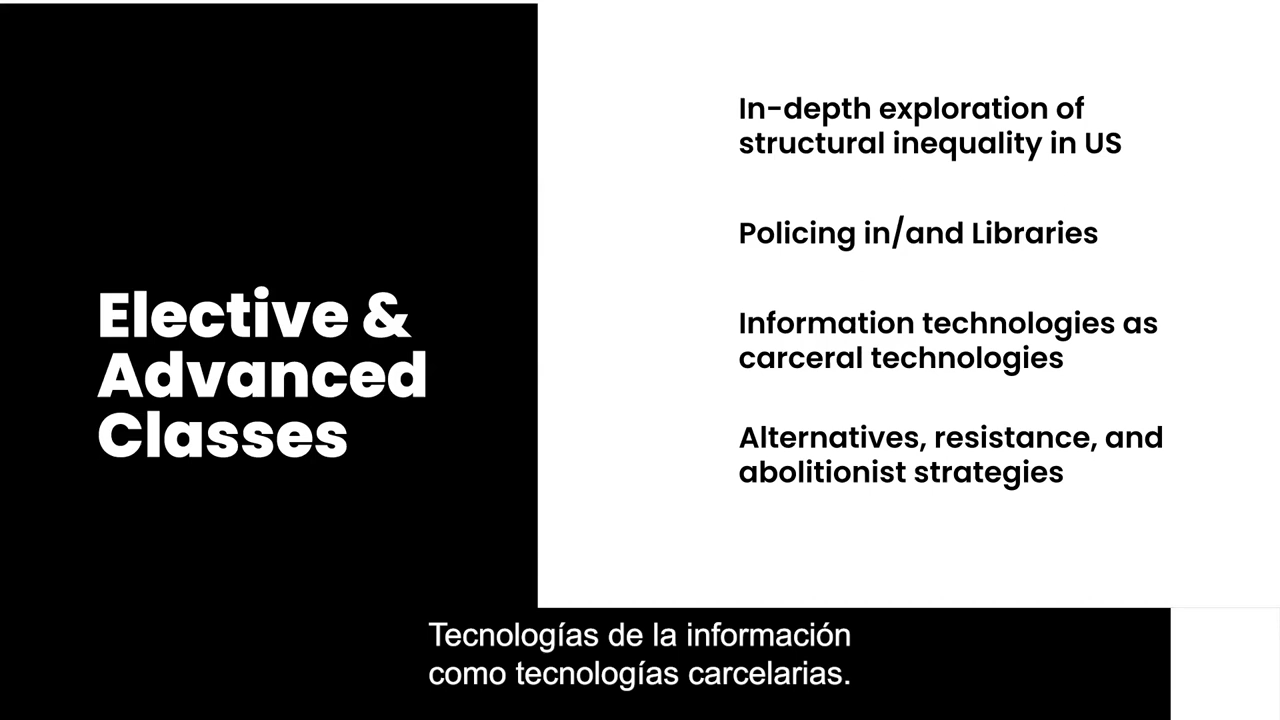 Elective &
Advanced
Classes
In-depth exploration of
structural inequality in US
Policing in/and Libraries
Information technologies as
carceral technologies
Alternatives, resistance, and
abolitionist strategies
Tecnologías de la información
como tecnologías carcelarias.